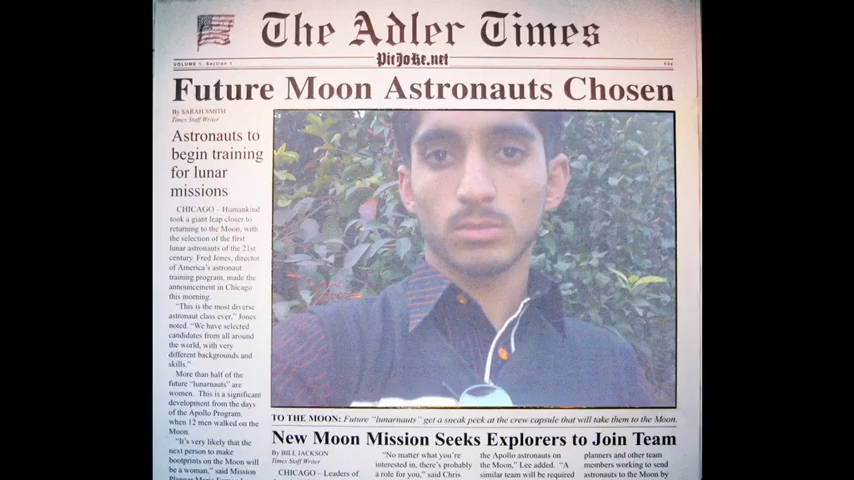 The Adler Times
PicJoke.net
VOLUME 1, Section 1
Future Moon Astronauts Chosen
By SARAH SMITH
Times Staff Writer
Astronauts to
begin training
for lunar
missions
CHICAGO – Humankind
took a giant leap closer to
returning to the Moon, with
the selection of the first
lunar astronauts of the 21st
century. Fred Jones, director
of America's astronaut
training program, made the
announcement in Chicago
this morning.
"This is the most diverse
astronaut class ever," Jones
noted. "We have selected
candidates from all around
the world, with very
different backgrounds and
skills."
More than half of the
future "lunarnauts" are
women. This is a significant
development from the days
of the Apollo Program,
when 12 men walked on the
Moon.
"It's very likely that the
next person to make
bootprints on the Moon will
be a woman," said Mission
TO THE MOON: Future "lunarnauts" get a sneak peek at the crew capsule that will take them to the Moon.
New Moon Mission Seeks Explorers to Join Team
By BILL JACKSON
Times Staff Writer
CHICAGO – Leaders of
"No matter what you're
interested in, there's probably
a role for you," said Chris
the Apollo astronauts on
the Moon," Lee added. "A
similar team will be required
planners and other team
members working to send
astronauts to the Moon by